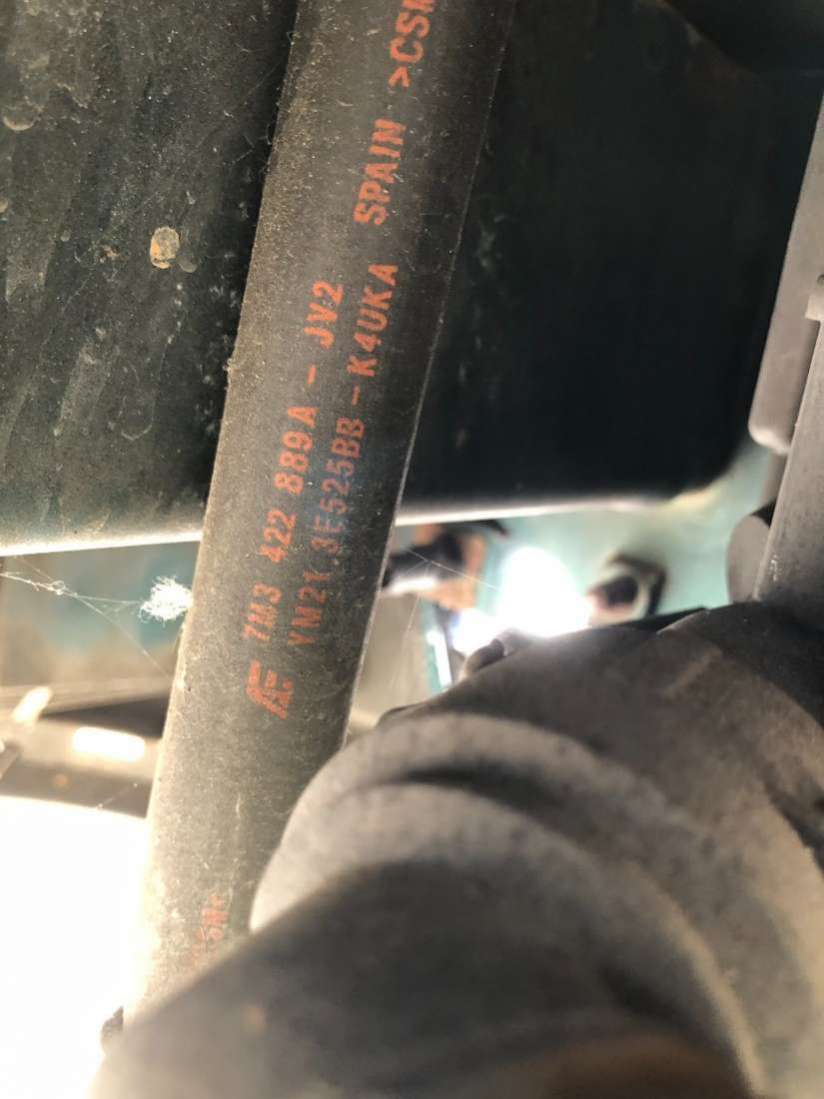 7M3 422 889A - JV2
YM21 3E525BB - K4UKA SPAIN >CSM